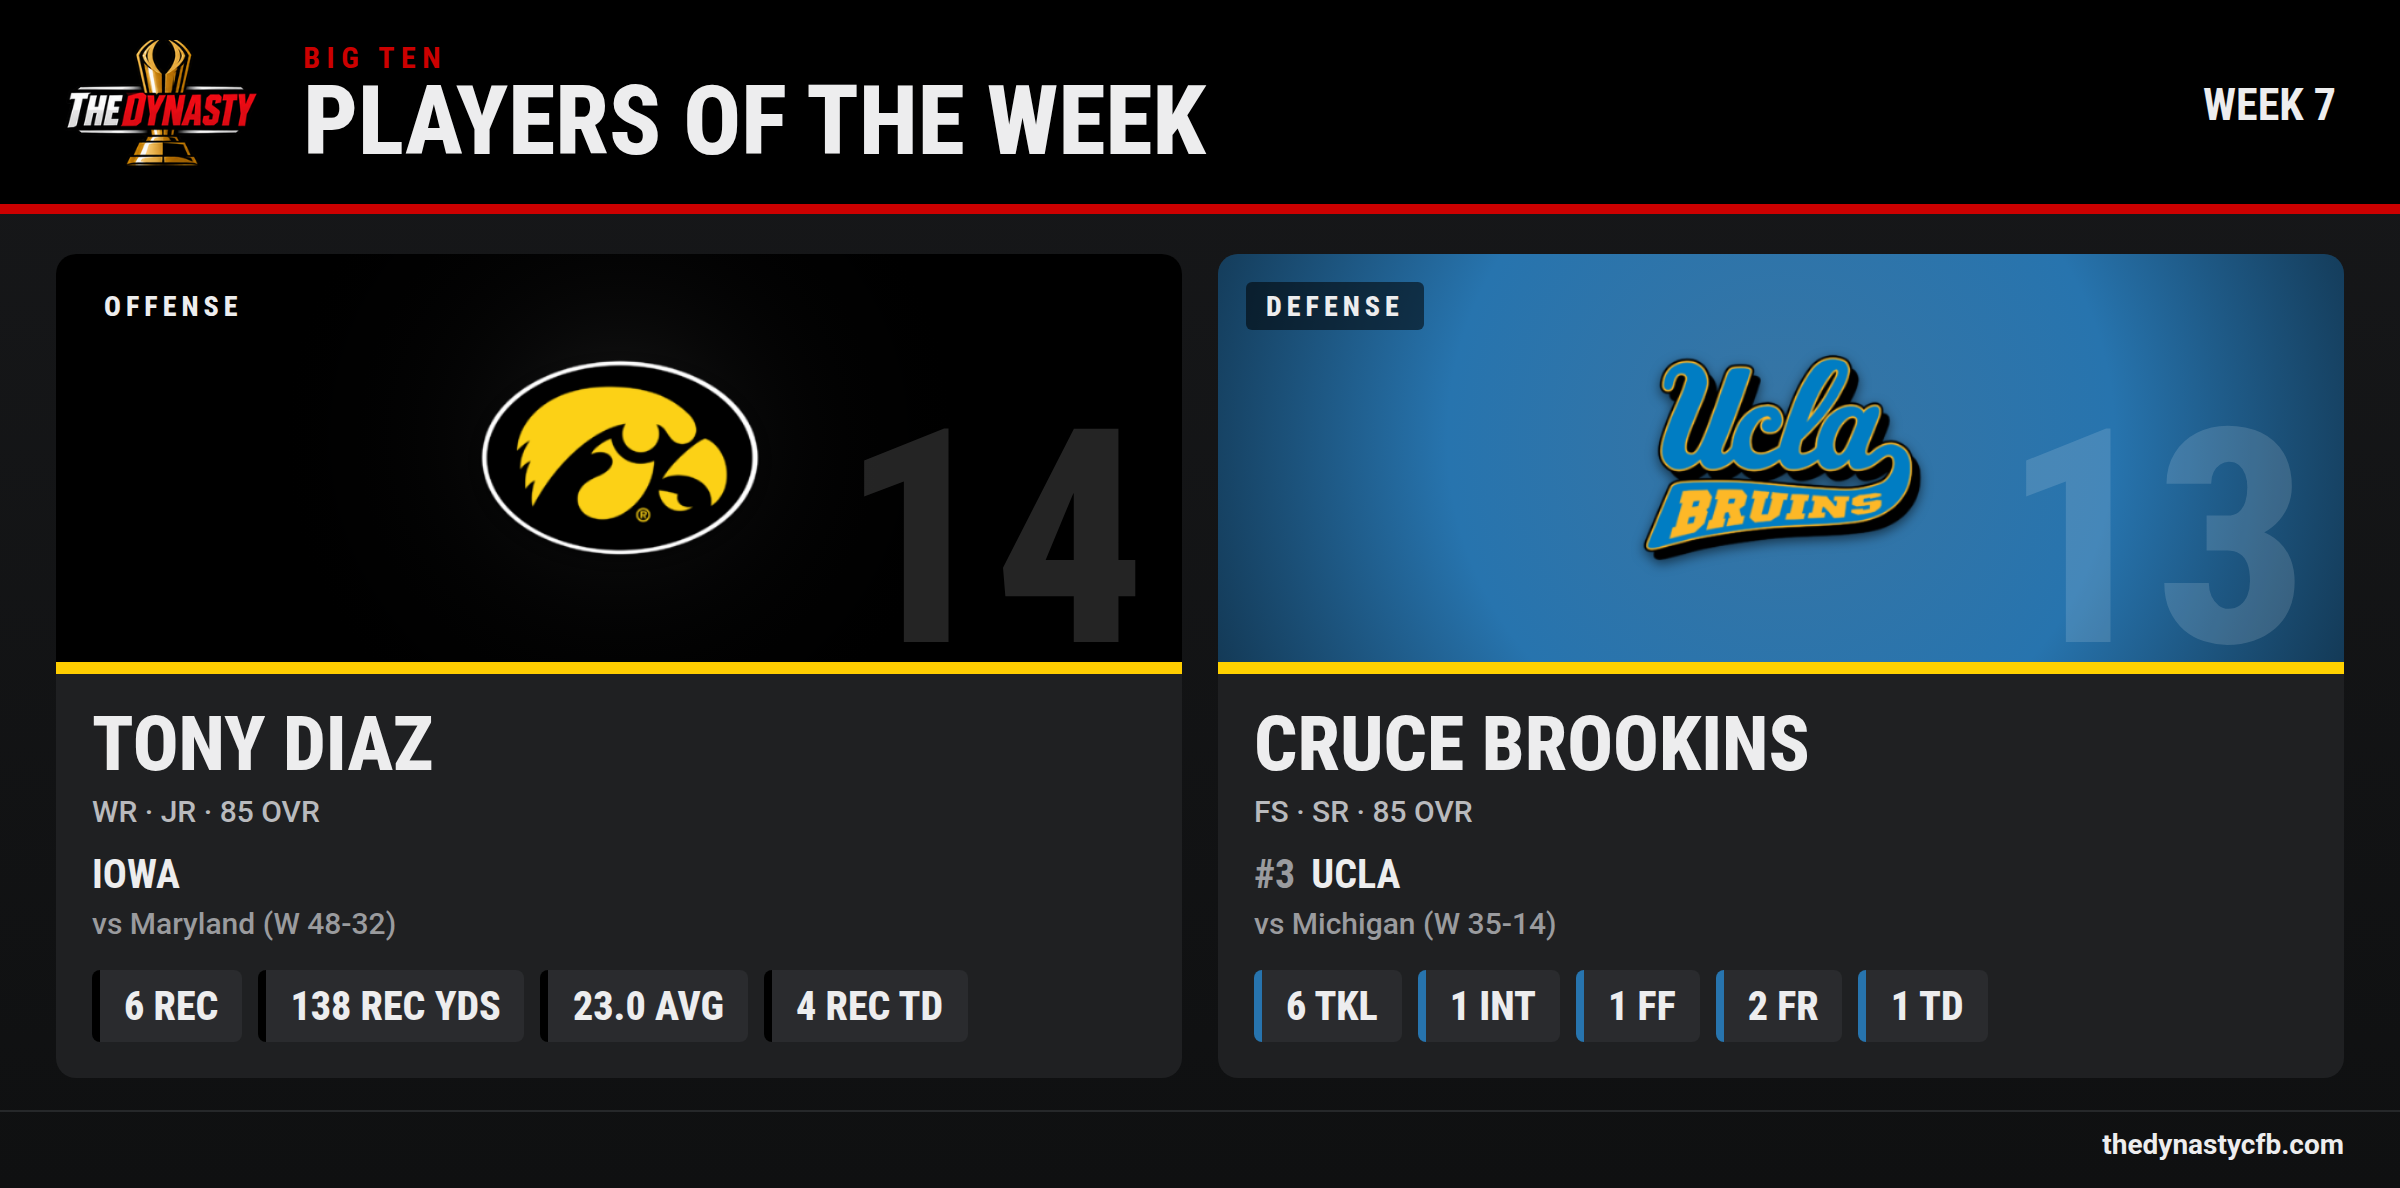 THE DYNASTY
BIG TEN
PLAYERS OF THE WEEK
WEEK 7
OFFENSE
®
14
TONY DIAZ
WR · JR · 85 OVR
IOWA
vs Maryland (W 48-32)
6 REC
138 REC YDS
23.0 AVG
4 REC TD
DEFENSE
Ucla
BRUINS
13
CRUCE BROOKINS
FS · SR · 85 OVR
#3 UCLA
vs Michigan (W 35-14)
6 TKL
1 INT
1 FF
2 FR
1 TD
thedynastycfb.com